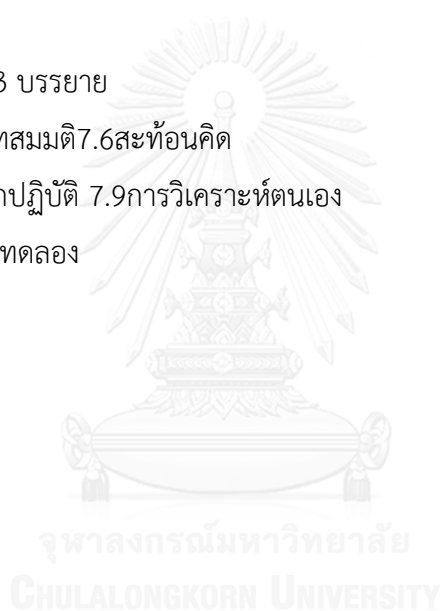 3 บรรยาย
ทสมมติ7.6สะท้อนคิด
ปฏิบัติ 7.9การวิเคราะห์ตนเอง
ทดลอง
จุฬาลงกรณ์มหาวิทยาลัย
CHULALONGKORN UNIVERSITY